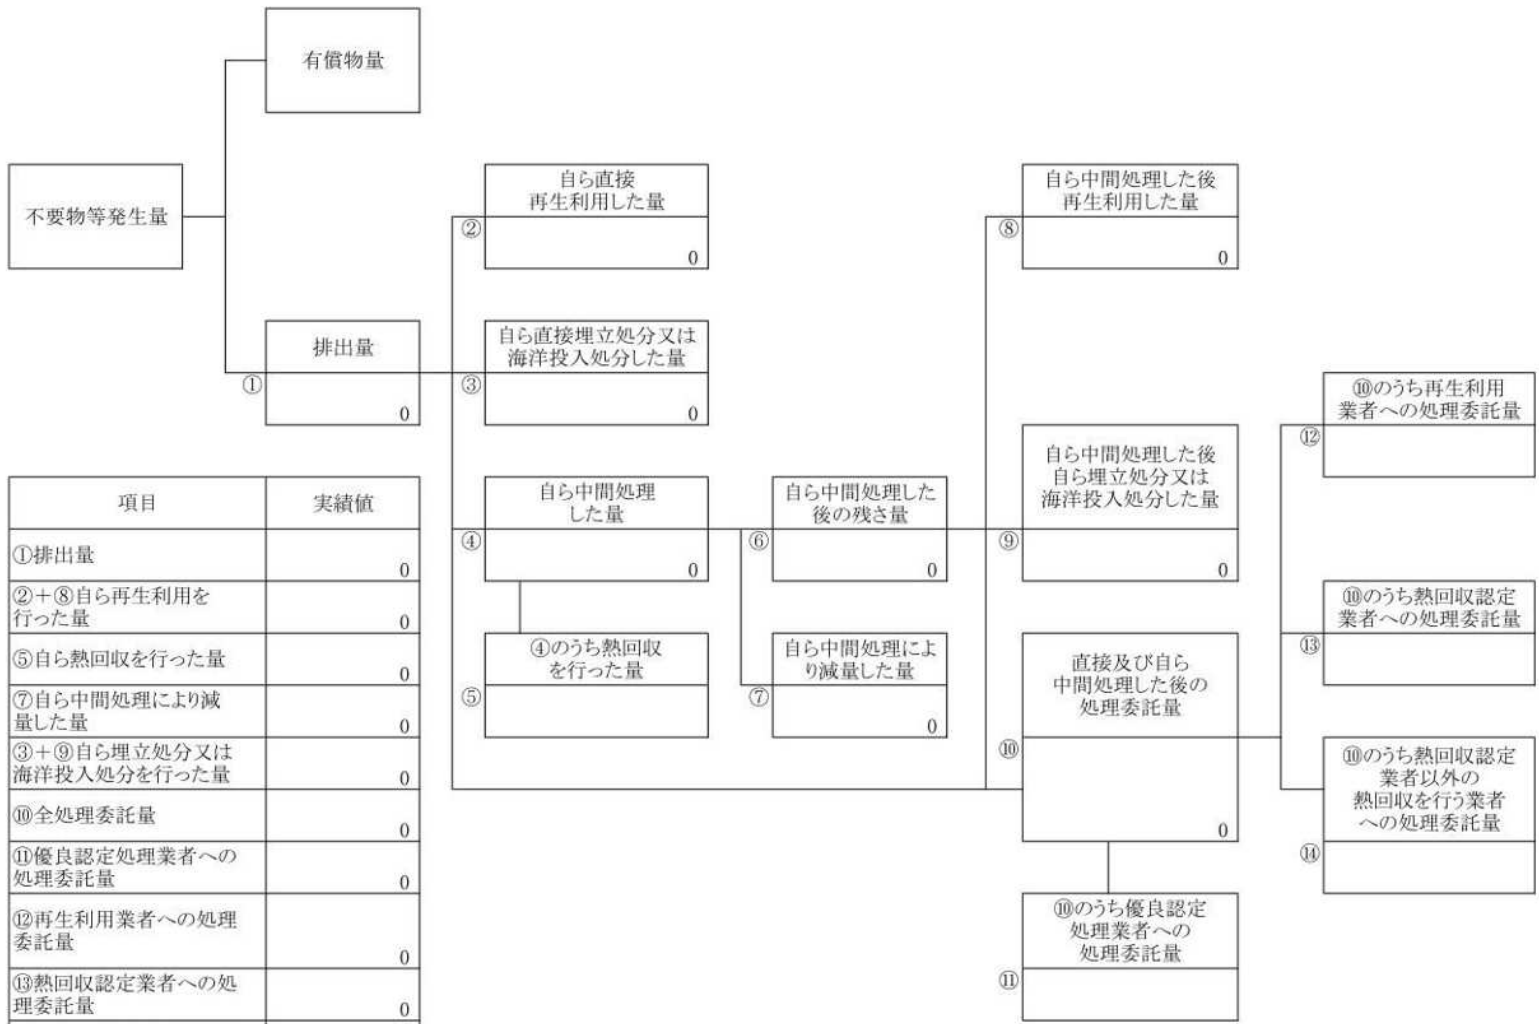 有償物量
不要物等発生量
自ら直接
再生利用した量
②
0
自ら中間処理した後
再生利用した量
⑧
0
排出量
①
0
自ら直接埋立処分又は
海洋投入処分した量
③
0
⑩のうち再生利用
業者への処理委託量
⑫
自ら中間処理
した量
④
0
自ら中間処理した
後の残さ量
⑥
0
自ら中間処理した後
自ら埋立処分又は
海洋投入処分した量
⑨
0
⑩のうち熱回収認定
業者への処理委託量
⑬
④のうち熱回収
を行った量
⑤
自ら中間処理によ
り減量した量
⑦
0
直接及び自ら
中間処理した後の
処理委託量
⑩
0
⑩のうち熱回収認定
業者以外の
熱回収を行う業者
への処理委託量
⑭
⑩のうち優良認定
処理業者への
処理委託量
⑪
項目
実績値
①排出量
0
②＋⑧自ら再生利用を
行った量
0
⑤自ら熱回収を行った量
0
⑦自ら中間処理により減
量した量
0
③＋⑨自ら埋立処分又は
海洋投入処分を行った量
0
⑩全処理委託量
0
⑪優良認定処理業者への
処理委託量
0
⑫再生利用業者への処理
委託量
0
⑬熱回収認定業者への処
理委託量
0